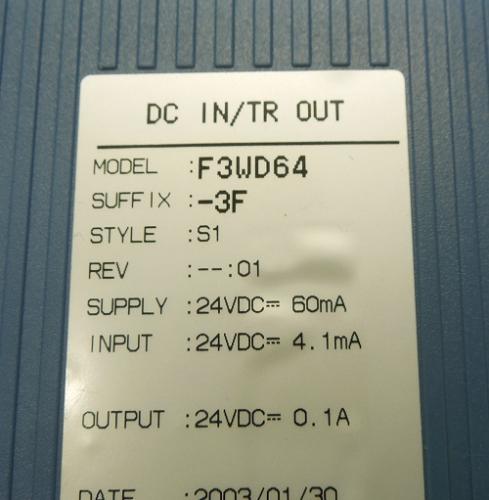 DC IN/TR OUT
MODEL :F3WD64
SUFFIX :-3F
STYLE :S1
REV :--:01
SUPPLY :24VDC⎓ 60mA
INPUT :24VDC⎓ 4.1mA
OUTPUT :24VDC⎓ 0.1A
DATE :2003/01/30